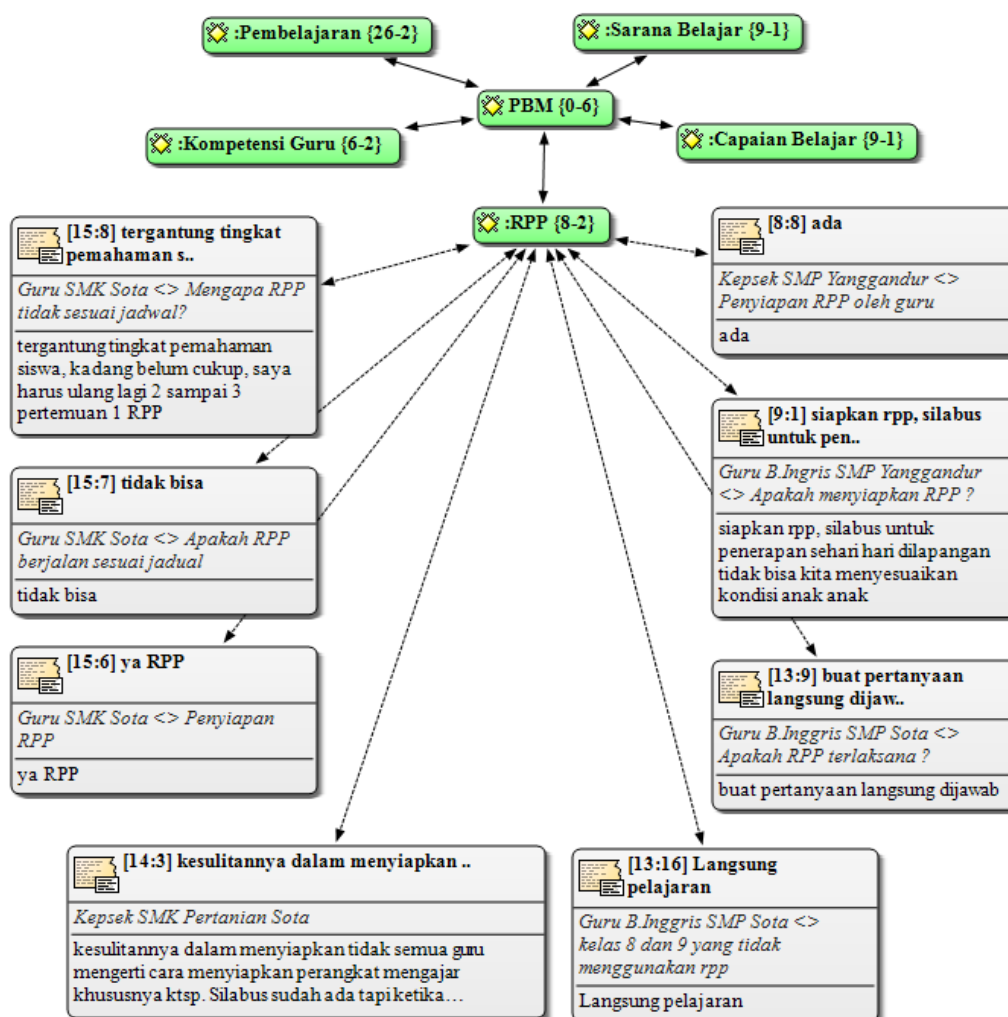 :Pembelajaran {26-2}
:Sarana Belajar {9-1}
PBM {0-6}
:Kompetensi Guru {6-2}
:Capaian Belajar {9-1}
:RPP {8-2}
[15:8] tergantung tingkat
pemahaman s..
Guru SMK Sota <> Mengapa RPP
tidak sesuai jadwal?
tergantung tingkat pemahaman
siswa, kadang belum cukup, saya
harus ulang lagi 2 sampai 3
pertemuan 1 RPP
[8:8] ada
Kepsek SMP Yanggandur <>
Penyiapan RPP oleh guru
ada
[9:1] siapkan rpp, silabus
untuk pen..
Guru B.Ingris SMP Yanggandur
<> Apakah menyiapkan RPP ?
siapkan rpp, silabus untuk
penerapan sehari hari dilapangan
tidak bisa kita menyesuaikan
kondisi anak anak
[15:7] tidak bisa
Guru SMK Sota <> Apakah RPP
berjalan sesuai jadual
tidak bisa
[15:6] ya RPP
Guru SMK Sota <> Penyiapan
RPP
ya RPP
[13:9] buat pertanyaan
langsung dijaw..
Guru B.Inggris SMP Sota <>
Apakah RPP terlaksana ?
buat pertanyaan langsung dijawab
[14:3] kesulitannya dalam menyiapkan ..
Kepsek SMK Pertanian Sota
kesulitannya dalam menyiapkan tidak semua guru
mengerti cara menyiapkan perangkat mengajar
khususnya ktsp. Silabus sudah ada tapi ketika…
[13:16] Langsung
pelajaran
Guru B.Inggris SMP Sota <>
kelas 8 dan 9 yang tidak
menggunakan rpp
Langsung pelajaran